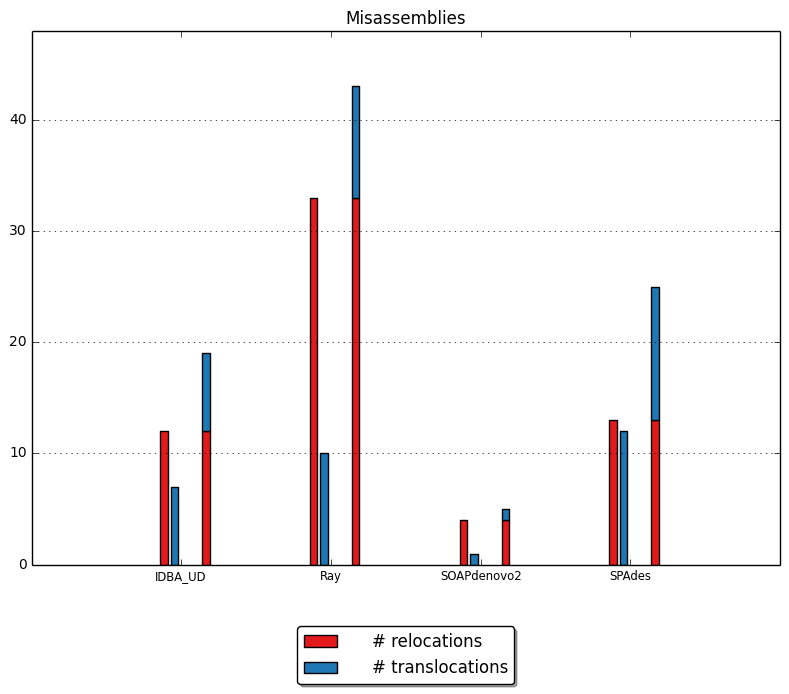 Misassemblies
40
30
20
10
0
IDBA_UD Ray SOAPdenovo2 SPAdes
# relocations
# translocations